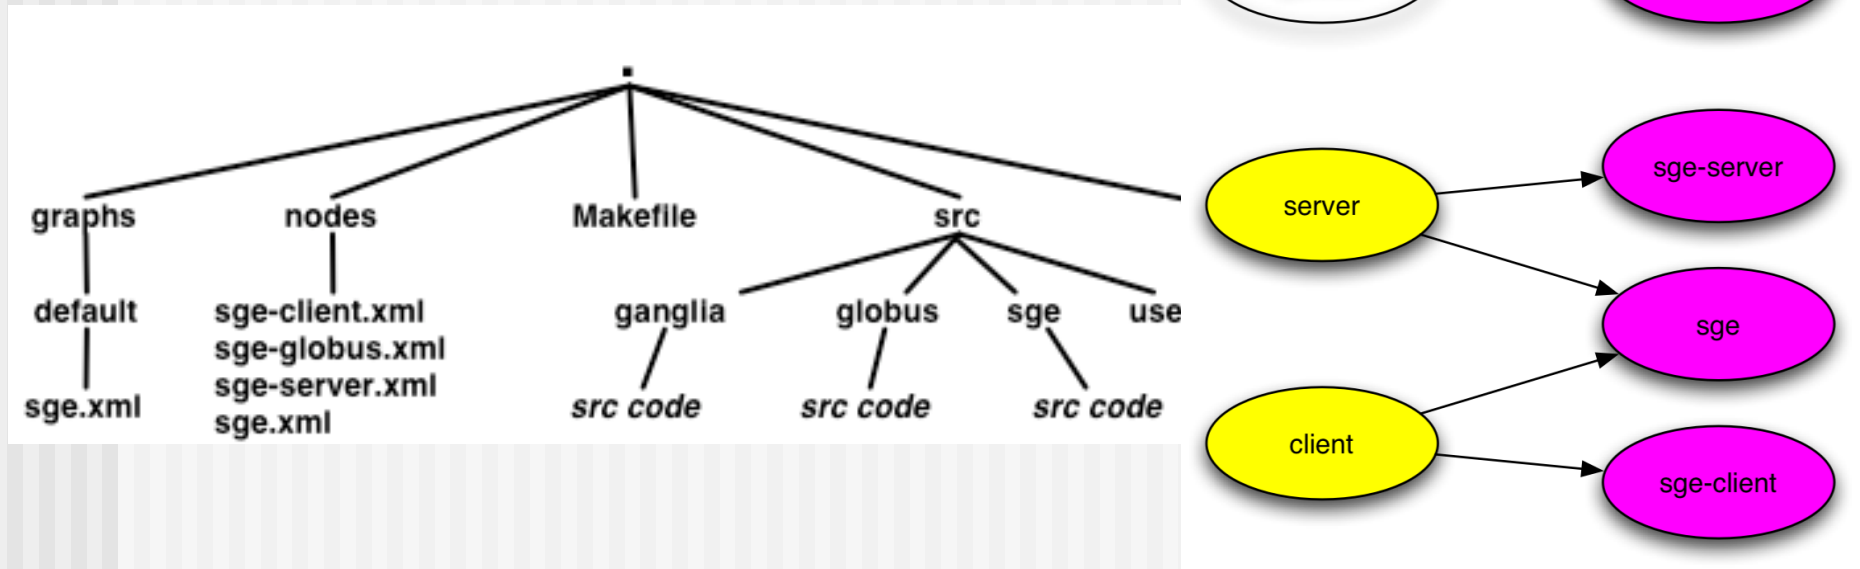 .
graphs nodes Makefile src
default sge-client.xml ganglia globus sge use
sge-globus.xml
sge-server.xml
sge.xml sge.xml src code src code src code
server
client
sge-server
sge
sge-client